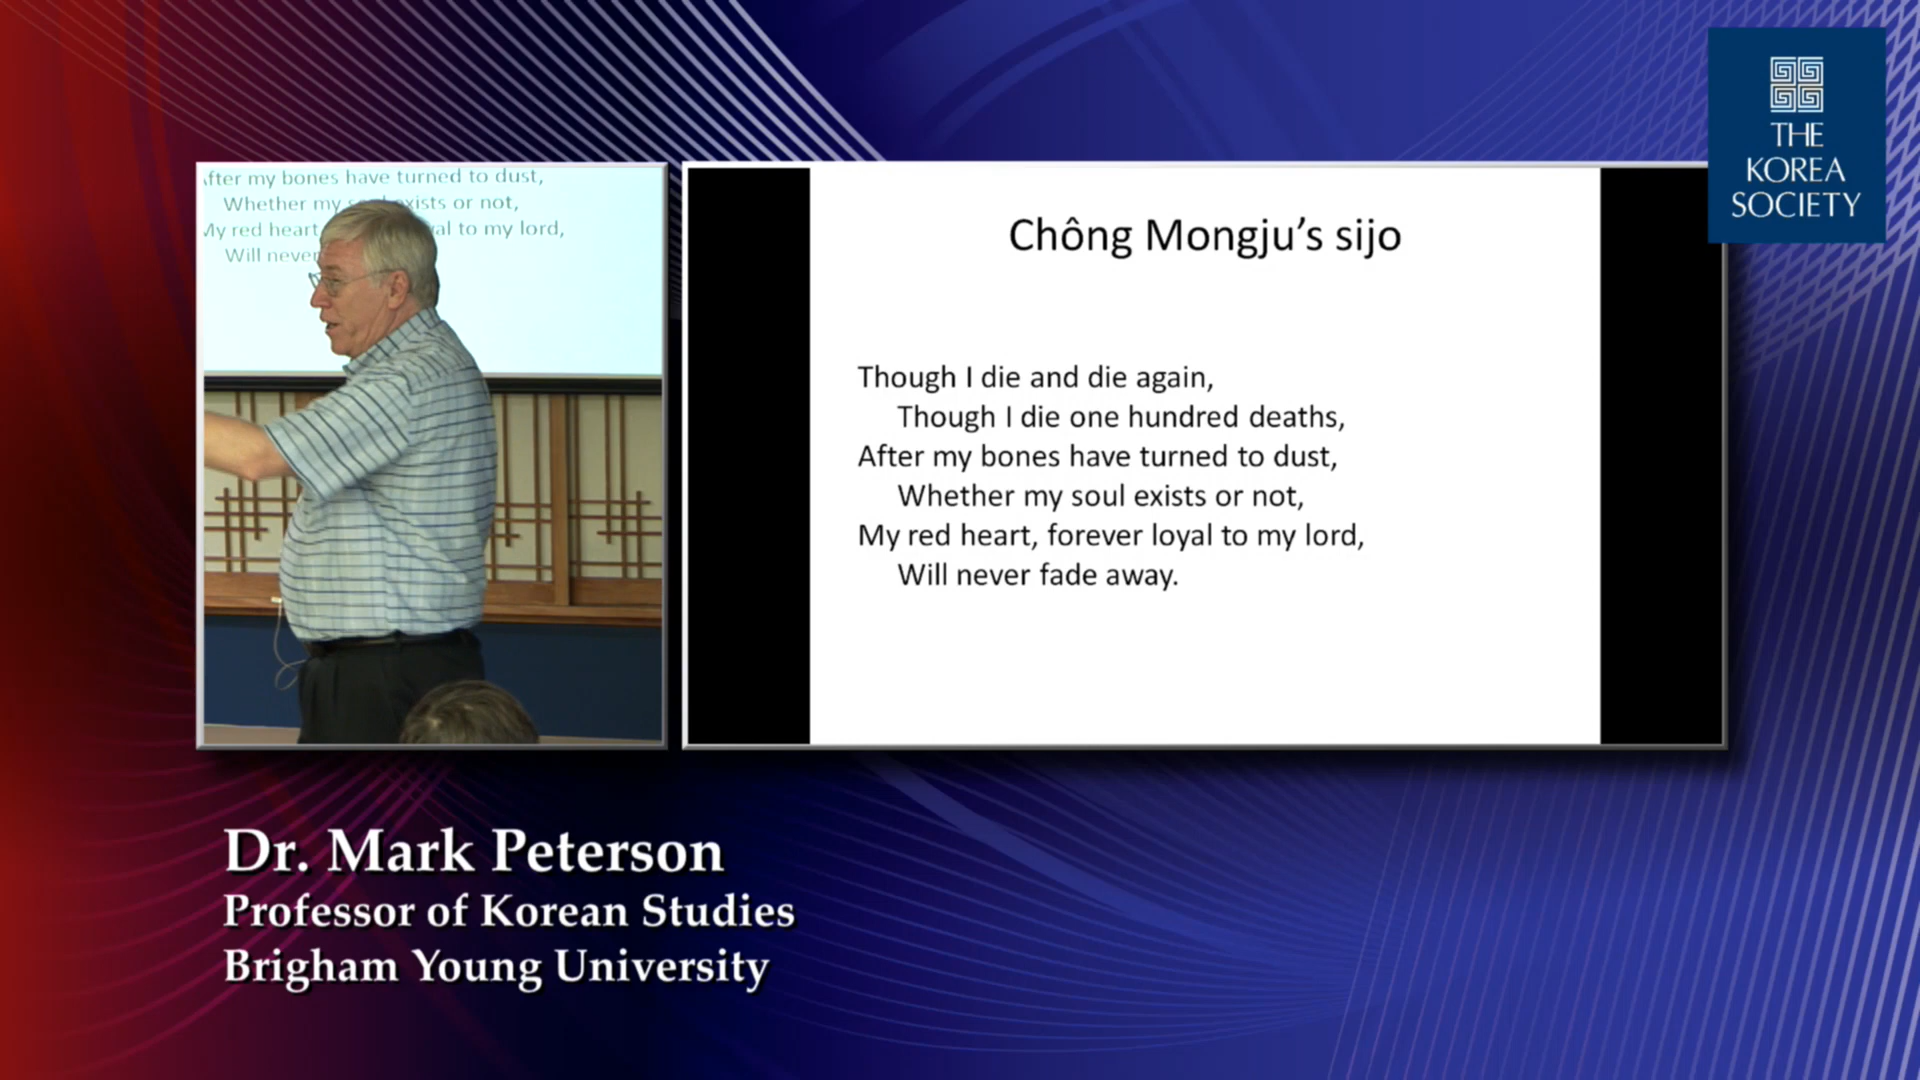 THE
KOREA
SOCIETY
after my bones have turned to dust,
Whether my soul exists or not,
My red heart
al to my lord,
Will never
Chông Mongju's sijo
Though I die and die again,
Though I die one hundred deaths,
After my bones have turned to dust,
Whether my soul exists or not,
My red heart, forever loyal to my lord,
Will never fade away.
Dr. Mark Peterson
Professor of Korean Studies
Brigham Young University